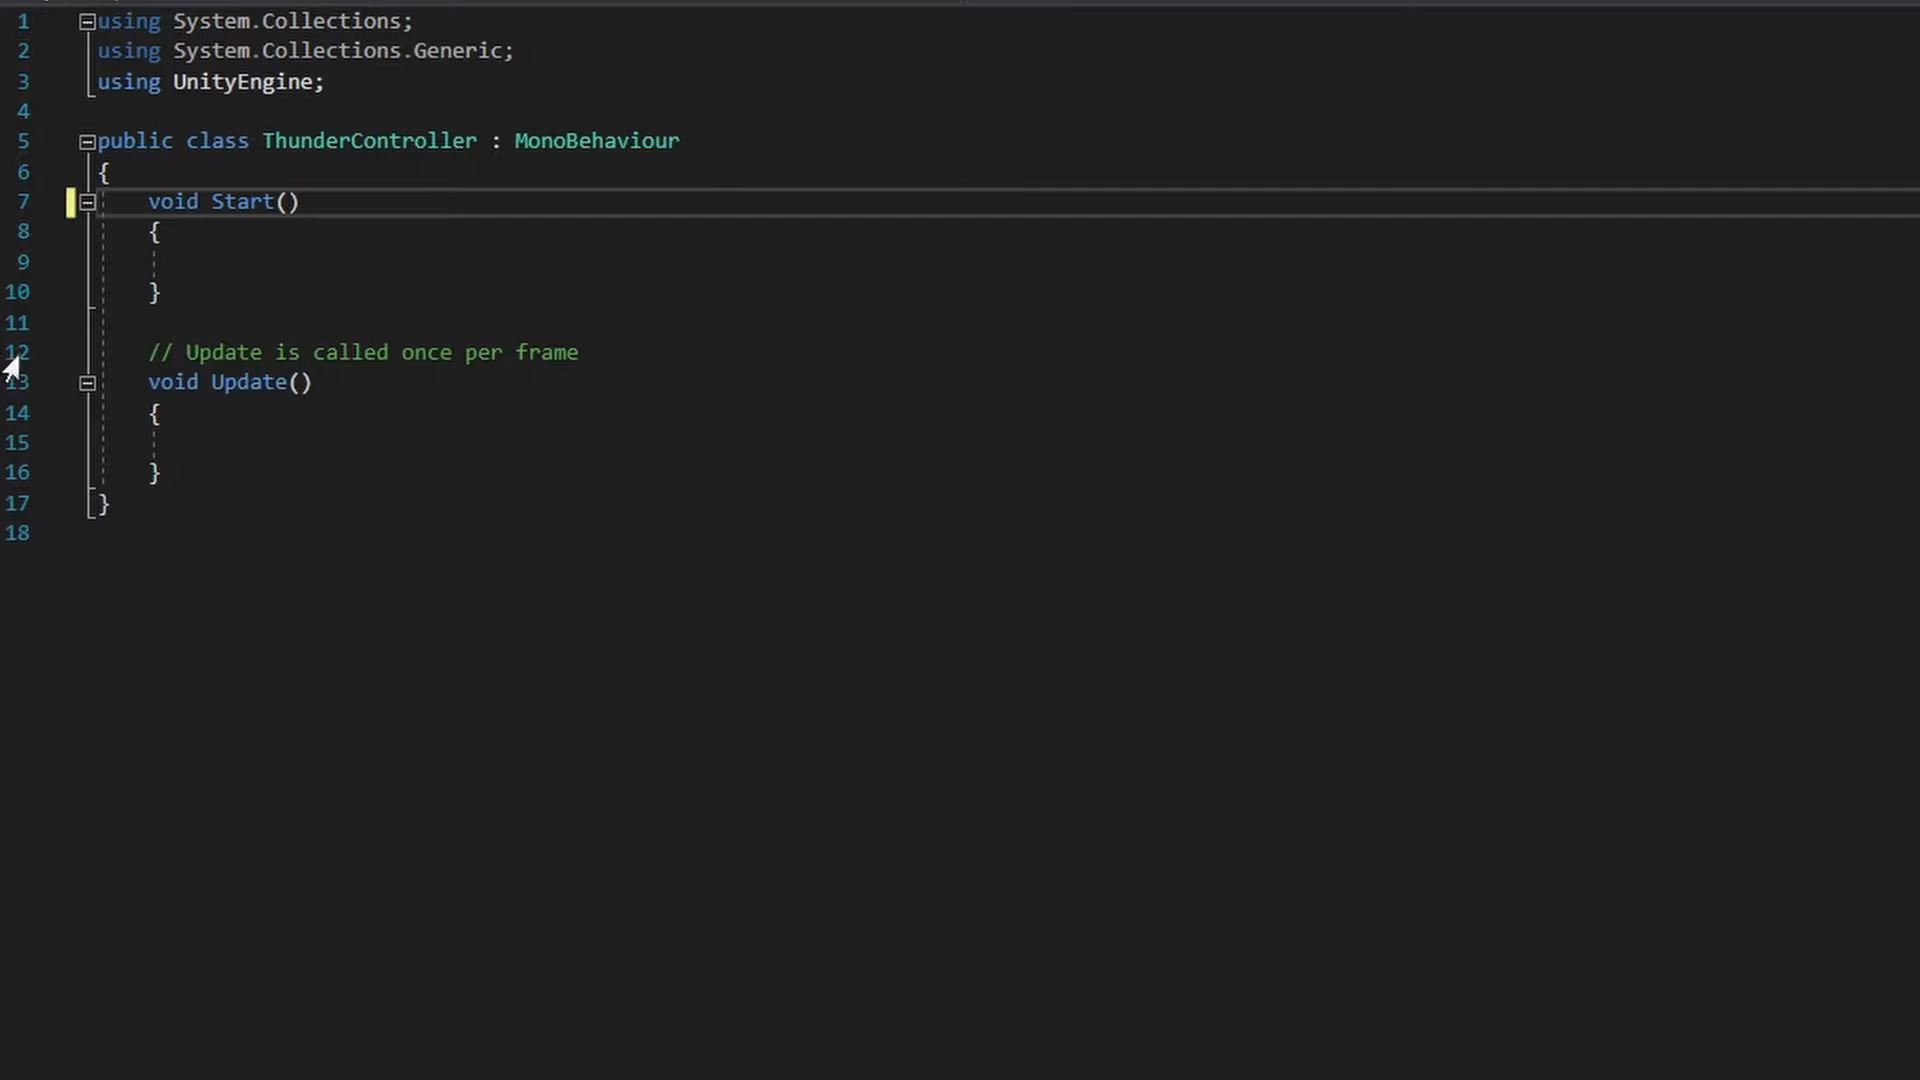 1 using System.Collections;
2 using System.Collections.Generic;
3 using UnityEngine;
4
5 public class ThunderController : MonoBehaviour
6 {
7 void Start()
8 {
9
10 }
11
12 // Update is called once per frame
13 void Update()
14 {
15
16 }
17 }
18